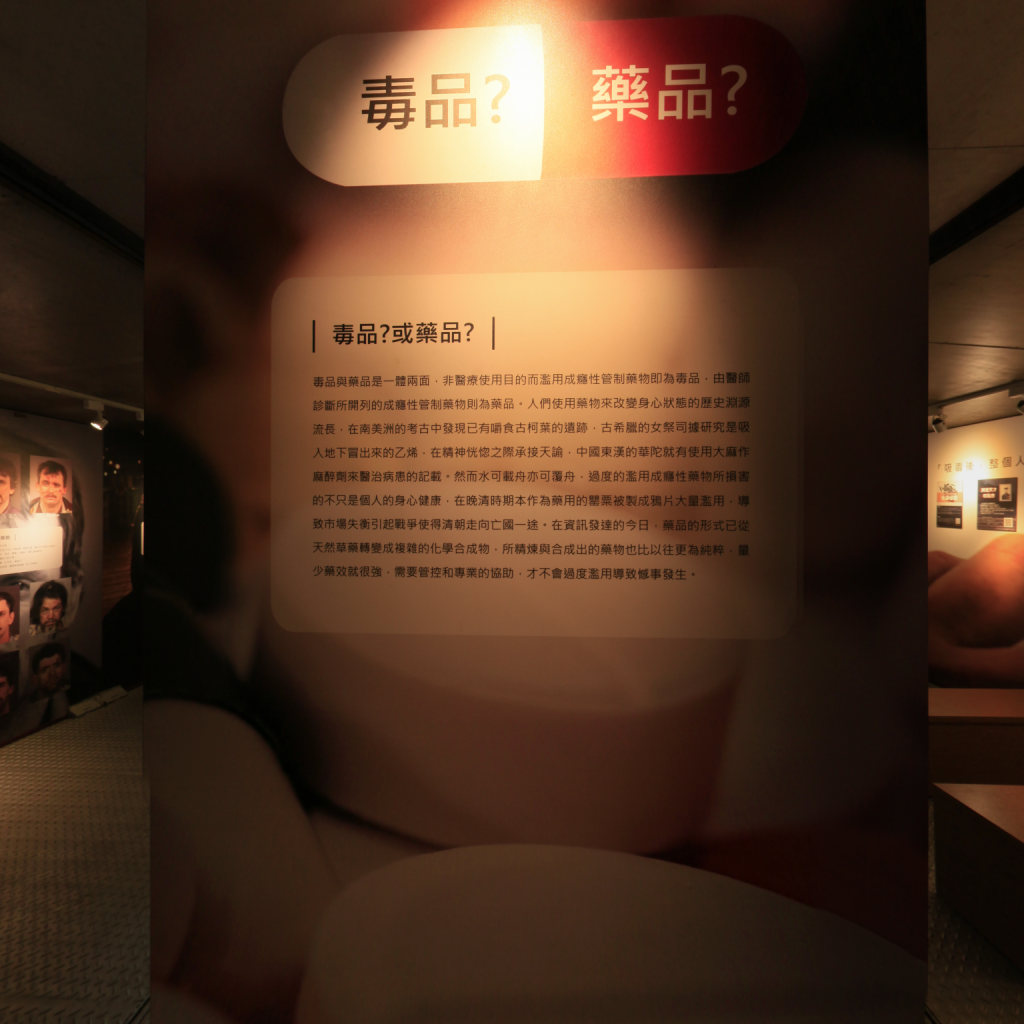 毒品?
藥品?
毒品?或藥品?
毒品與藥品是一體兩面，非醫療使用目的而濫用成癮性管制藥物即為毒品，由醫師
診斷所開列的成癮性管制藥物則為藥品。人們使用藥物來改變身心狀態的歷史淵源
流長，在南美洲的考古中發現已有嚼食古柯葉的遺跡，古希臘的女祭司據研究是吸
入地下冒出來的乙烯，在精神恍惚之際承接天諭，中國東漢的華陀就有使用大麻作
麻醉劑來醫治病患的記載。然而水可載舟亦可覆舟，過度的濫用成癮性藥物所損害
的不只是個人的身心健康，在晚清時期本作為藥用的罌粟被製成鴉片大量濫用，導
致市場失衡引起戰爭使得清朝走向亡國一途。在資訊發達的今日，藥品的形式已從
天然草藥轉變成複雜的化學合成物，所精煉與合成出的藥物也比以往更為純粹，量
少藥效就很強，需要管控和專業的協助，才不會過度濫用導致憾事發生。
「吸毒後，整個人